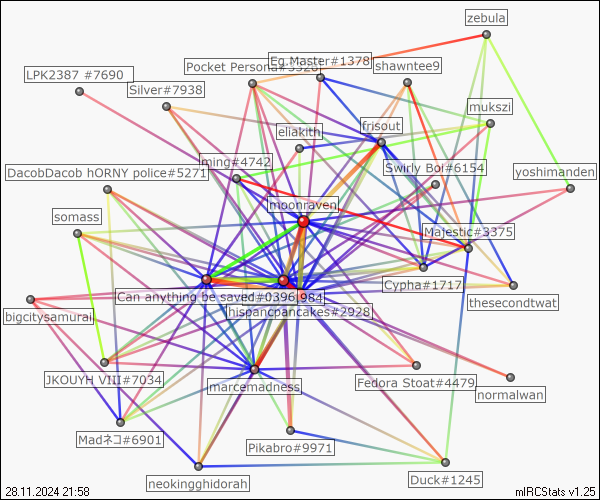 zebula
Eg.Master#1378
shawntee9
Pocket Persona#5920
LPK2387 #7690
Silver#7938
mukszi
eliakith
frisout
ming#4742
Swirly Boi#6154
yoshimanden
DacobDacob hORNY police#5271
moonraven
somass
Majestic#3375
Cypha#1717
Can anything be saved#0396
984
thesecondtwat
bigcitysamurai
hispancpancakes#2928
JKOUYH VIII#7034
marcemadness
Fedora Stoat#4479
normalwan
Madネコ#6901
Pikabro#9971
neokingghidorah
Duck#1245
28.11.2024 21:58
mIRCStats v1.25